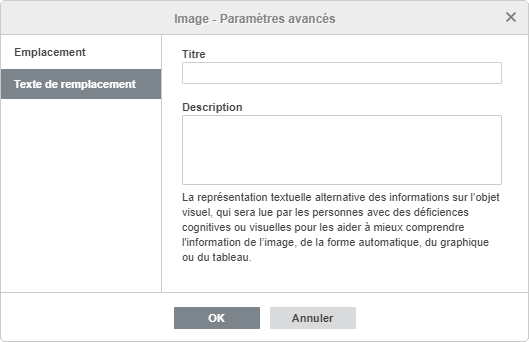 Image - Paramètres avancés
Emplacement
Texte de remplacement
Titre
Description
La représentation textuelle alternative des informations sur l’objet
visuel, qui sera lue par les personnes avec des déficiences
cognitives ou visuelles pour les aider à mieux comprendre
l'information de l’image, de la forme automatique, du graphique
ou du tableau.
OK
Annuler